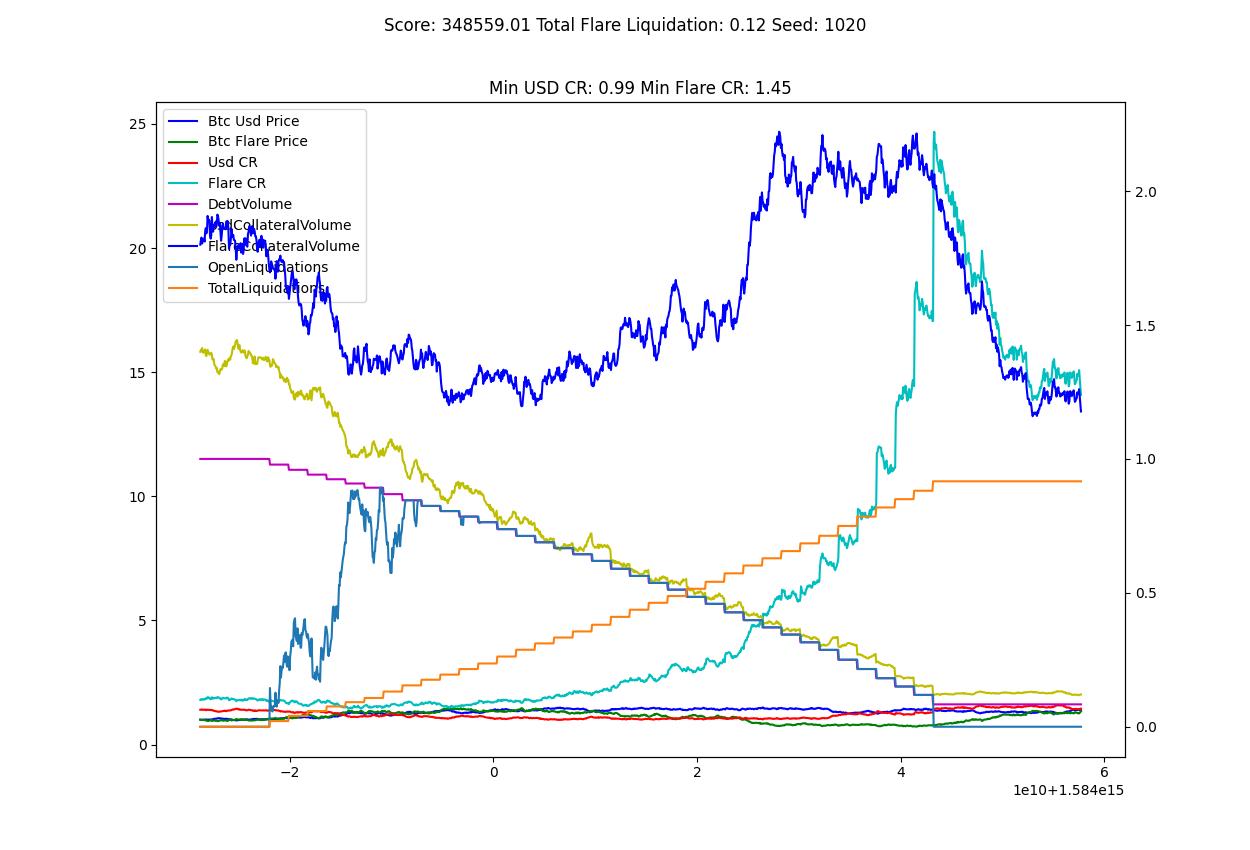 Score: 348559.01 Total Flare Liquidation: 0.12 Seed: 1020
Min USD CR: 0.99 Min Flare CR: 1.45
Btc Usd Price
Btc Flare Price
Usd CR
Flare CR
DebtVolume
UsdCollateralVolume
FlareCollateralVolume
OpenLiquidations
TotalLiquidations
25
20
15
10
5
0
2.0
1.5
1.0
0.5
0.0
−2
0
2
4
6
1e10+1.584e15